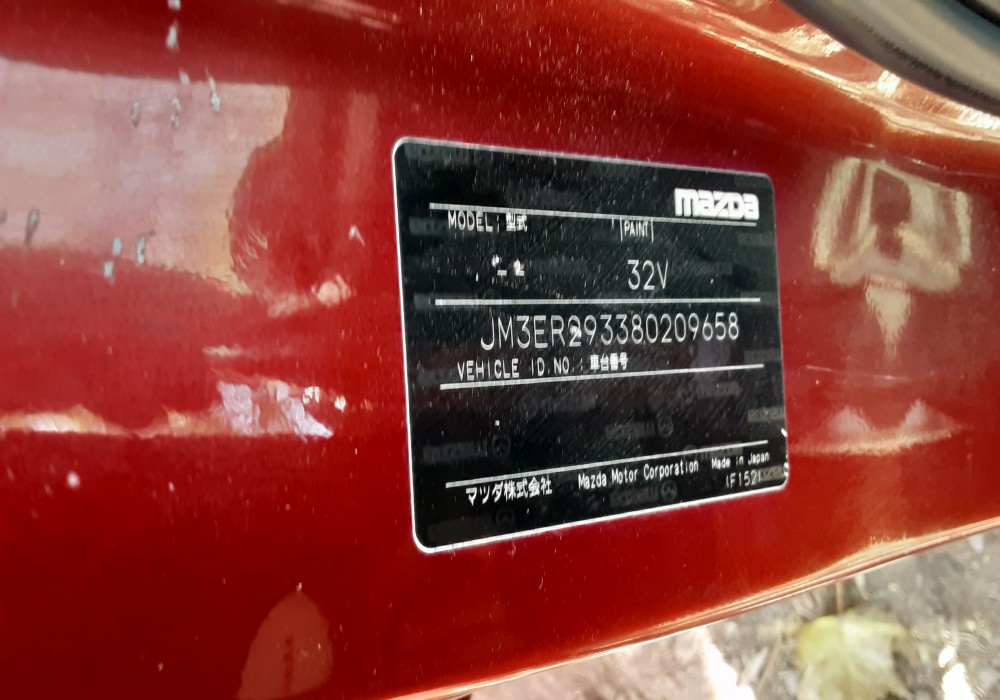 mazda
MODEL; 型式 |PAINT|
32V
JM3ER293380209658
VEHICLE ID.NO.: 車台番号
マツダ株式会社 Mazda Motor Corporation Made in Japan
(F152)